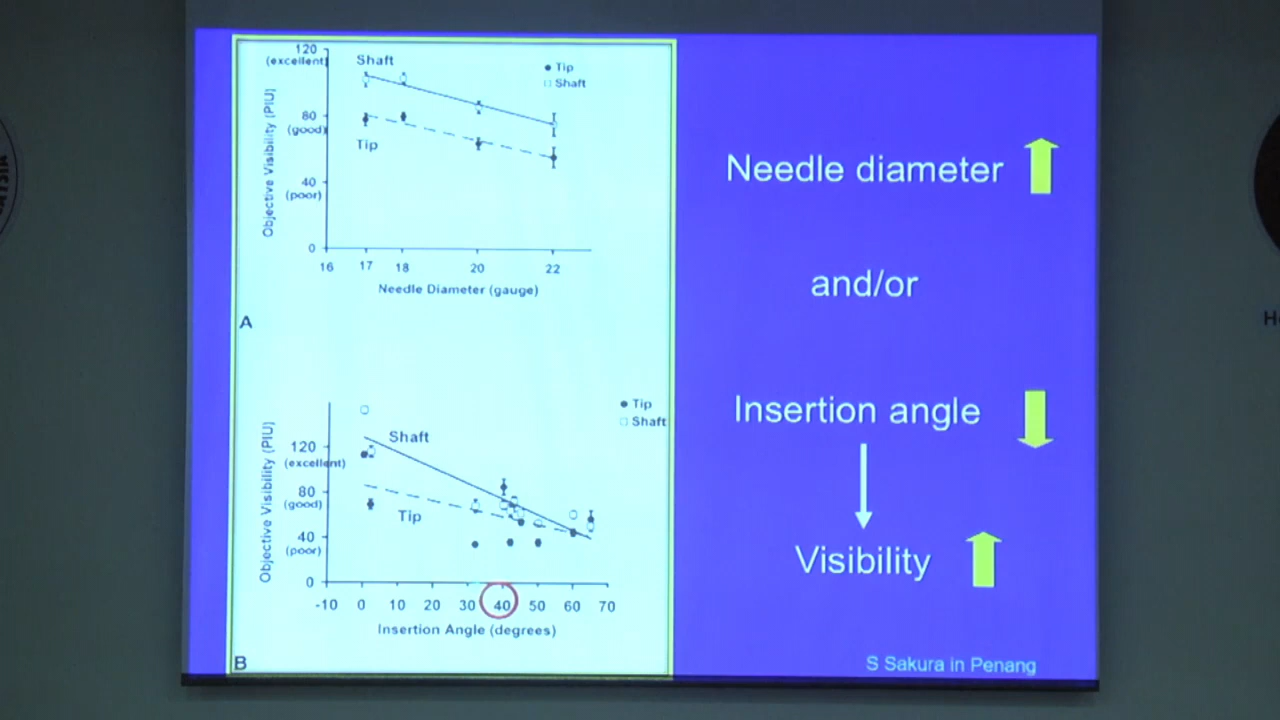 120
(excellent)
Shaft
Tip
Shaft
80
(good)
Tip
40
(poor)
0
Objective Visibility (PIU)
16 17 18 20 22
Needle Diameter (gauge)
A
Tip
Shaft
120
(excellent)
Shaft
80
(good)
Tip
40
(poor)
0
Objective Visibility (PIU)
-10 0 10 20 30 40 50 60 70
Insertion Angle (degrees)
B
Needle diameter
and/or
Insertion angle
Visibility
S Sakura in Penang